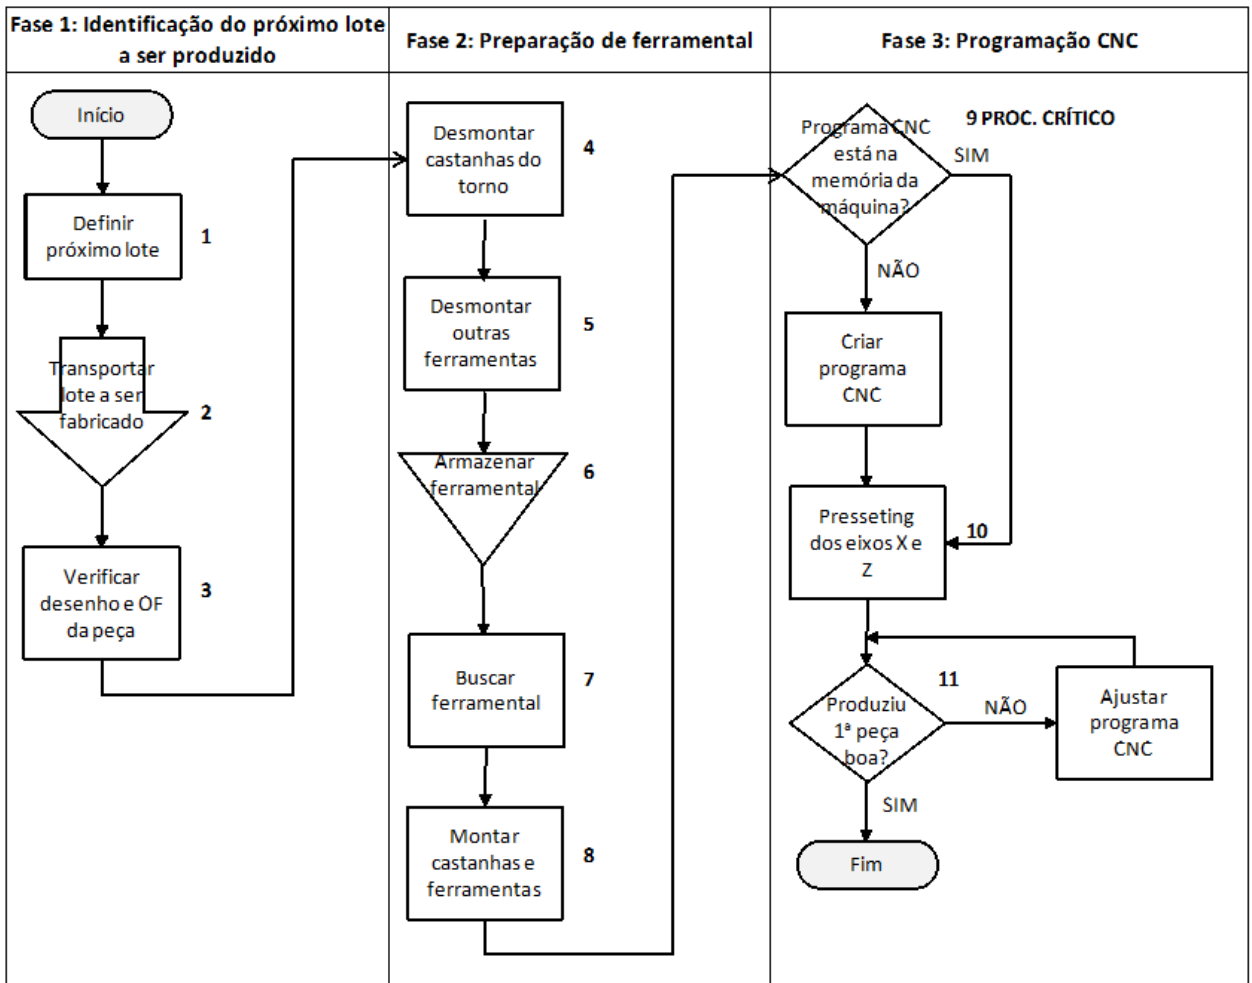 Fase 1: Identificação do próximo lote
a ser produzido
Fase 2: Preparação de ferramental
Fase 3: Programação CNC
Início
Definir
próximo lote
1
Transportar
lote a ser
fabricado
2
Verificar
desenho e OF
da peça
3
Desmontar
castanhas do
torno
4
Desmontar
outras
ferramentas
5
Armazenar
ferramental
6
Buscar
ferramental
7
Montar
castanhas e
ferramentas
8
Programa CNC
está na
memória da
máquina?
9 PROC. CRÍTICO
SIM
NÃO
Criar
programa
CNC
Presseting
dos eixos X e
Z
10
Produziu
1ª peça
boa?
11
NÃO
Ajustar
programa
CNC
SIM
Fim